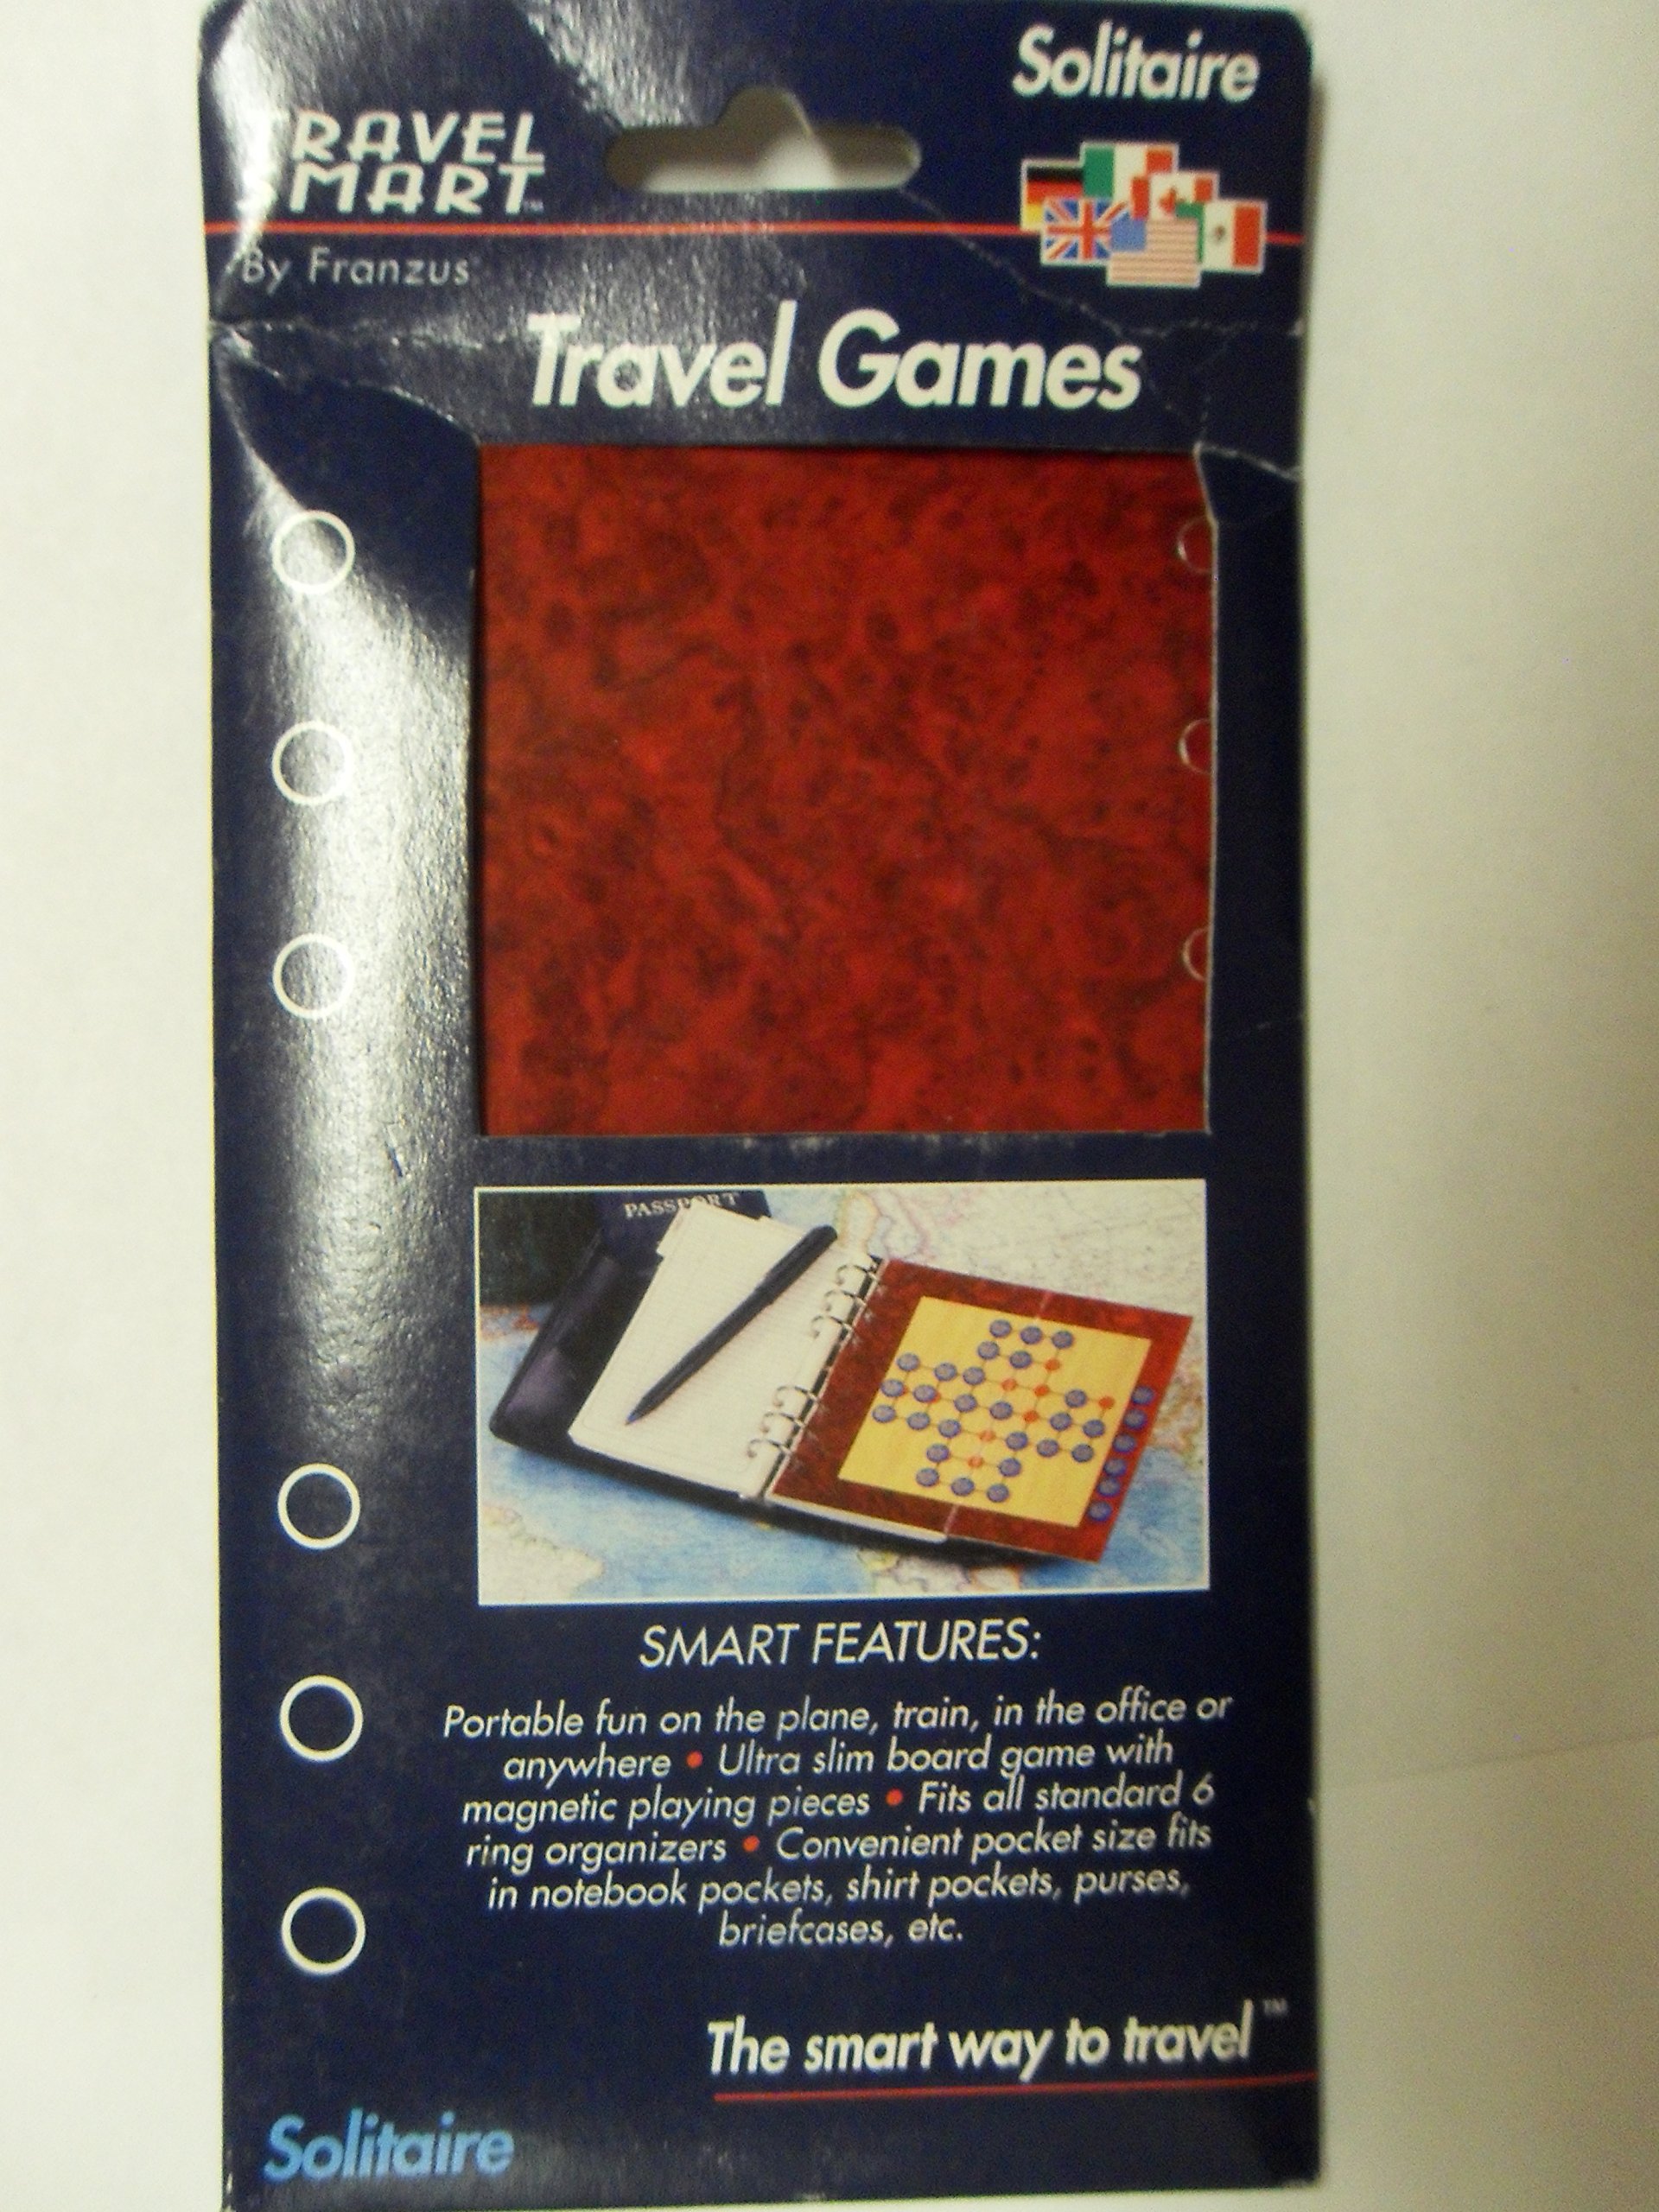 Solitaire
TRAVEL
SMART™
By Franzus
Travel Games
PASSPORT
SMART FEATURES:
Portable fun on the plane, train, in the office or
anywhere • Ultra slim board game with
magnetic playing pieces • Fits all standard 6
ring organizers • Convenient pocket size fits
in notebook pockets, shirt pockets, purses,
briefcases, etc.
The smart way to travel™
Solitaire